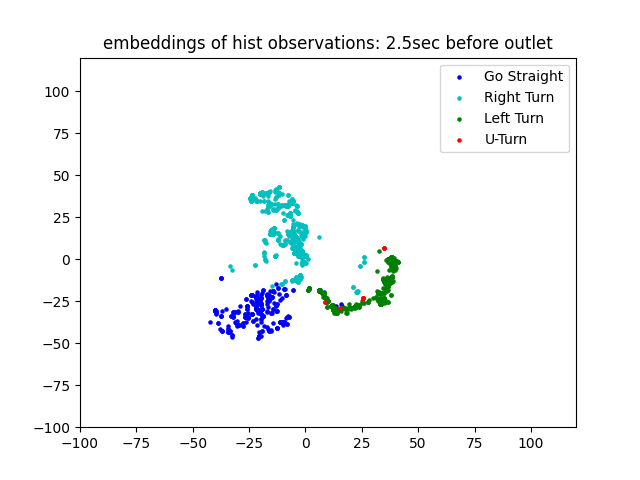 embeddings of hist observations: 2.5sec before outlet
Go Straight
Right Turn
Left Turn
U-Turn
100
75
50
25
0
−25
−50
−75
−100
−100 −75 −50 −25 0 25 50 75 100